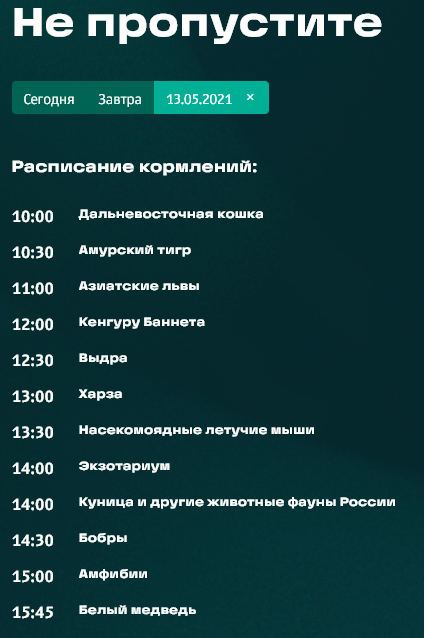 Не пропустите
Сегодня Завтра 13.05.2021 ×
Расписание кормлений:
10:00 Дальневосточная кошка
10:30 Амурский тигр
11:00 Азиатские львы
12:00 Кенгуру Баннета
12:30 Выдра
13:00 Харза
13:30 Насекомоядные летучие мыши
14:00 Экзотариум
14:00 Куница и другие животные фауны России
14:30 Бобры
15:00 Амфибии
15:45 Белый медведь